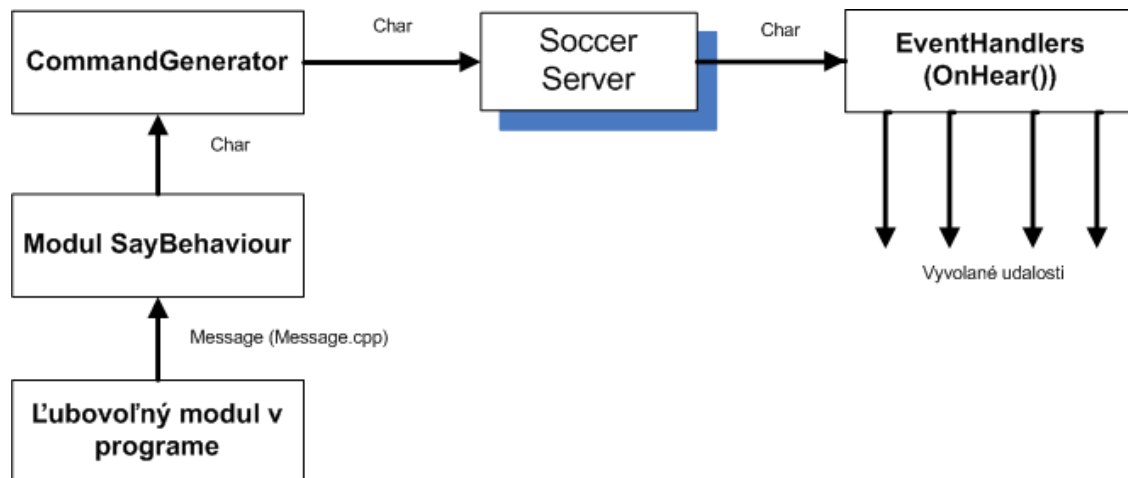 CommandGenerator
Char
Soccer
Server
Char
EventHandlers
(OnHear())
Char
Modul SayBehaviour
Vyvolané udalosti
Message (Message.cpp)
Ľubovoľný modul v
programe